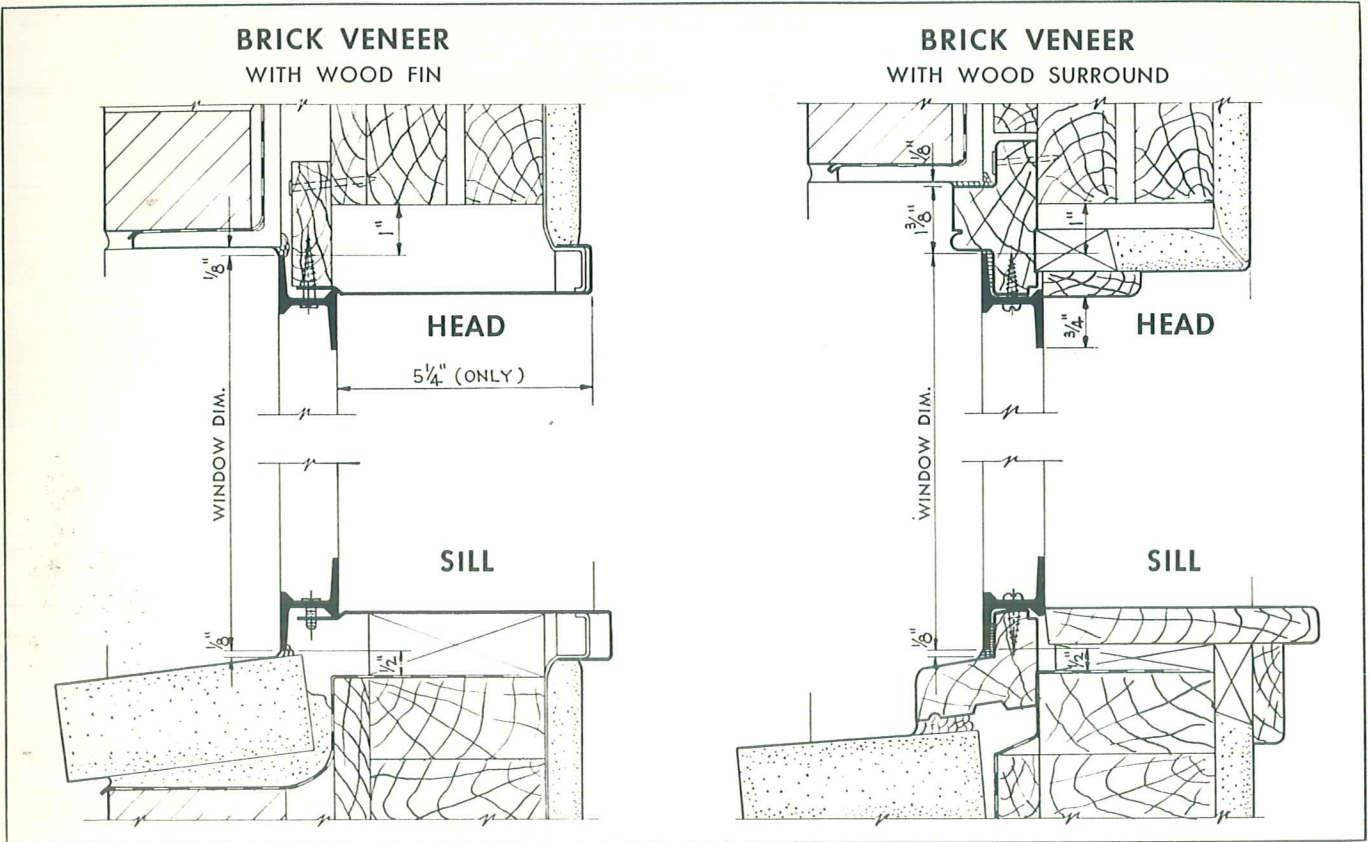 BRICK VENEER
WITH WOOD FIN
1/8"
1"
HEAD
5 1/4" (ONLY)
WINDOW DIM.
SILL
1/8"
1/2"
BRICK VENEER
WITH WOOD SURROUND
1/8"
1 3/8"
1"
HEAD
3/4"
WINDOW DIM.
SILL
1/8"
1/2"